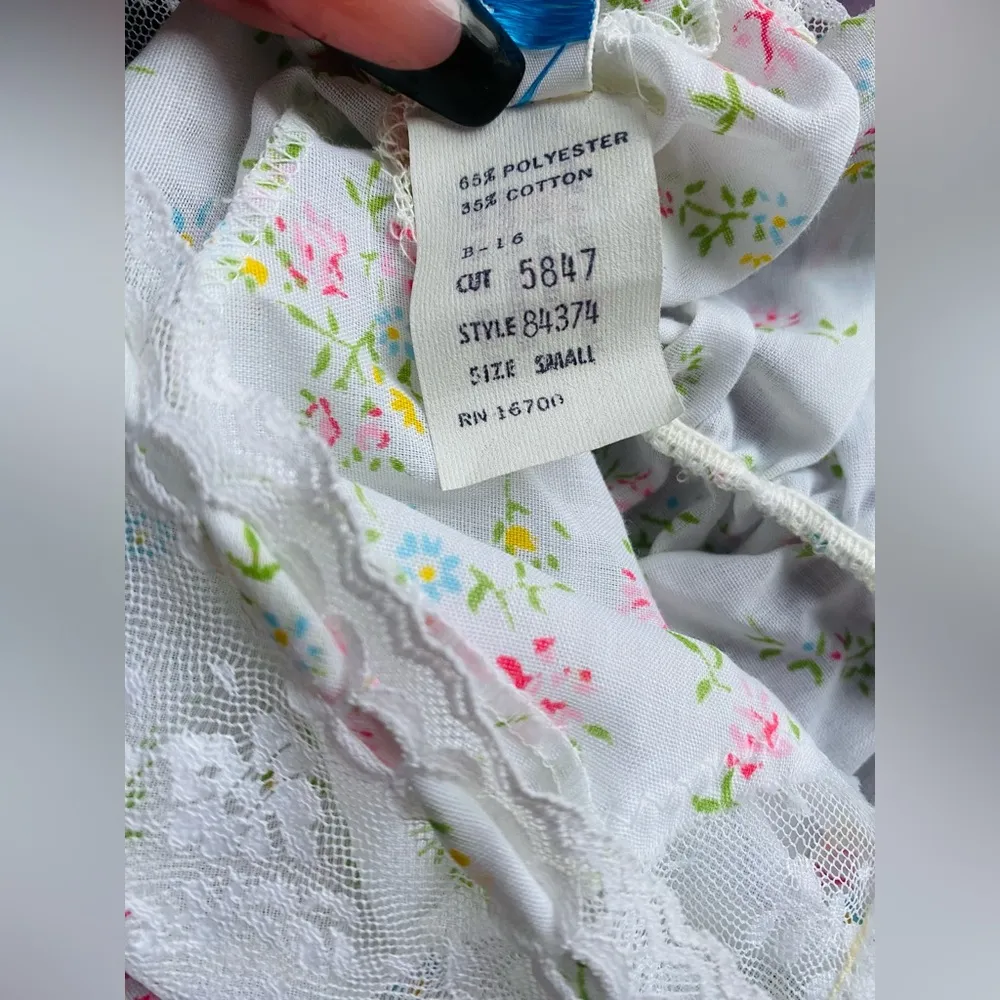 65% POLYESTER
35% COTTON
B-16
CUT 5847
STYLE 84374
SIZE SMALL
RN 16700